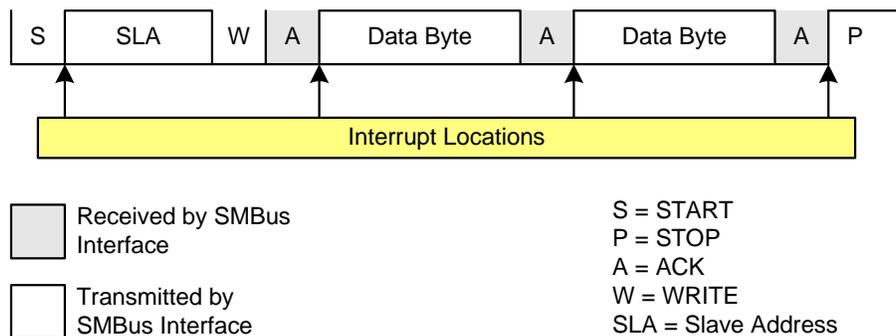 S SLA W A Data Byte A Data Byte A P
Interrupt Locations
Received by SMBus
Interface
Transmitted by
SMBus Interface
S = START
P = STOP
A = ACK
W = WRITE
SLA = Slave Address